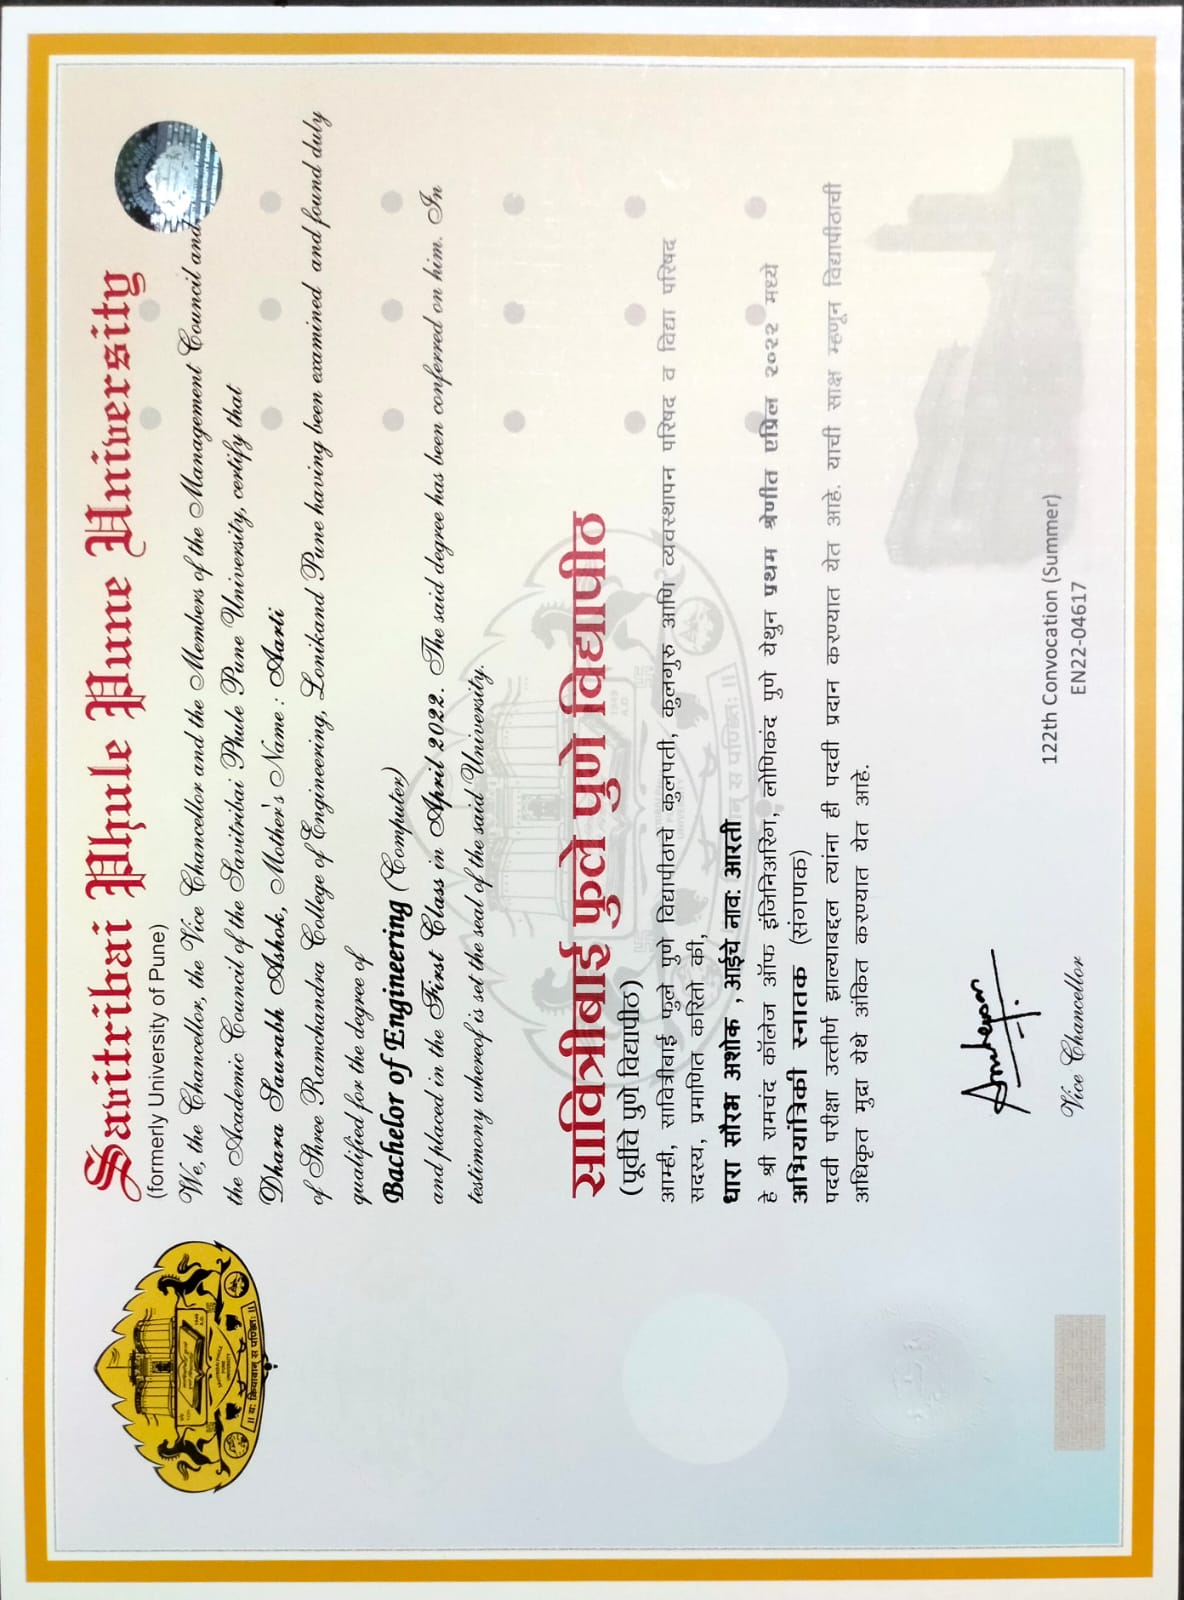 Savitribai Phule Pune University
(formerly University of Pune)
We, the Chancellor, the Vice Chancellor and the Members of the Management Council and
the Academic Council of the Savitribai Phule Pune University, certify that
Dhara Saurabh Ashok, Mother's Name : Aarti
of Shree Ramchandra College of Engineering, Lonikand Pune having been examined and found duly
qualified for the degree of
Bachelor of Engineering (Computer)
and placed in the First Class in April 2022. The said degree has been conferred on him. In
testimony whereof is set the seal of the said University.
SAVITRIBAI PHULE
PUNE
UNIVERSITY
1949
A.D.
॥ यः क्रियावान् स पण्डितः ॥
सावित्रीबाई फुले पुणे विद्यापीठ
(पूर्वीचे पुणे विद्यापीठ)
आम्ही, सावित्रीबाई फुले पुणे विद्यापीठाचे कुलपती, कुलगुरु आणि व्यवस्थापन परिषद व विद्या परिषद
सदस्य, प्रमाणित करितो की,
धारा सौरभ अशोक , आईचे नाव: आरती
हे श्री रामचंद कॉलेज ऑफ इंजिनिअरिंग, लोणिकंद पुणे येथुन प्रथम श्रेणीत एप्रिल २०२२ मध्ये
अभियांत्रिकी स्नातक (संगणक)
पदवी परीक्षा उत्तीर्ण झाल्याबद्दल त्यांना ही पदवी प्रदान करण्यात येत आहे. याची साक्ष म्हणून विद्यापीठाची
अधिकृत मुद्रा येथे अंकित करण्यात येत आहे.
Vice Chancellor
122th Convocation (Summer)
EN22-04617